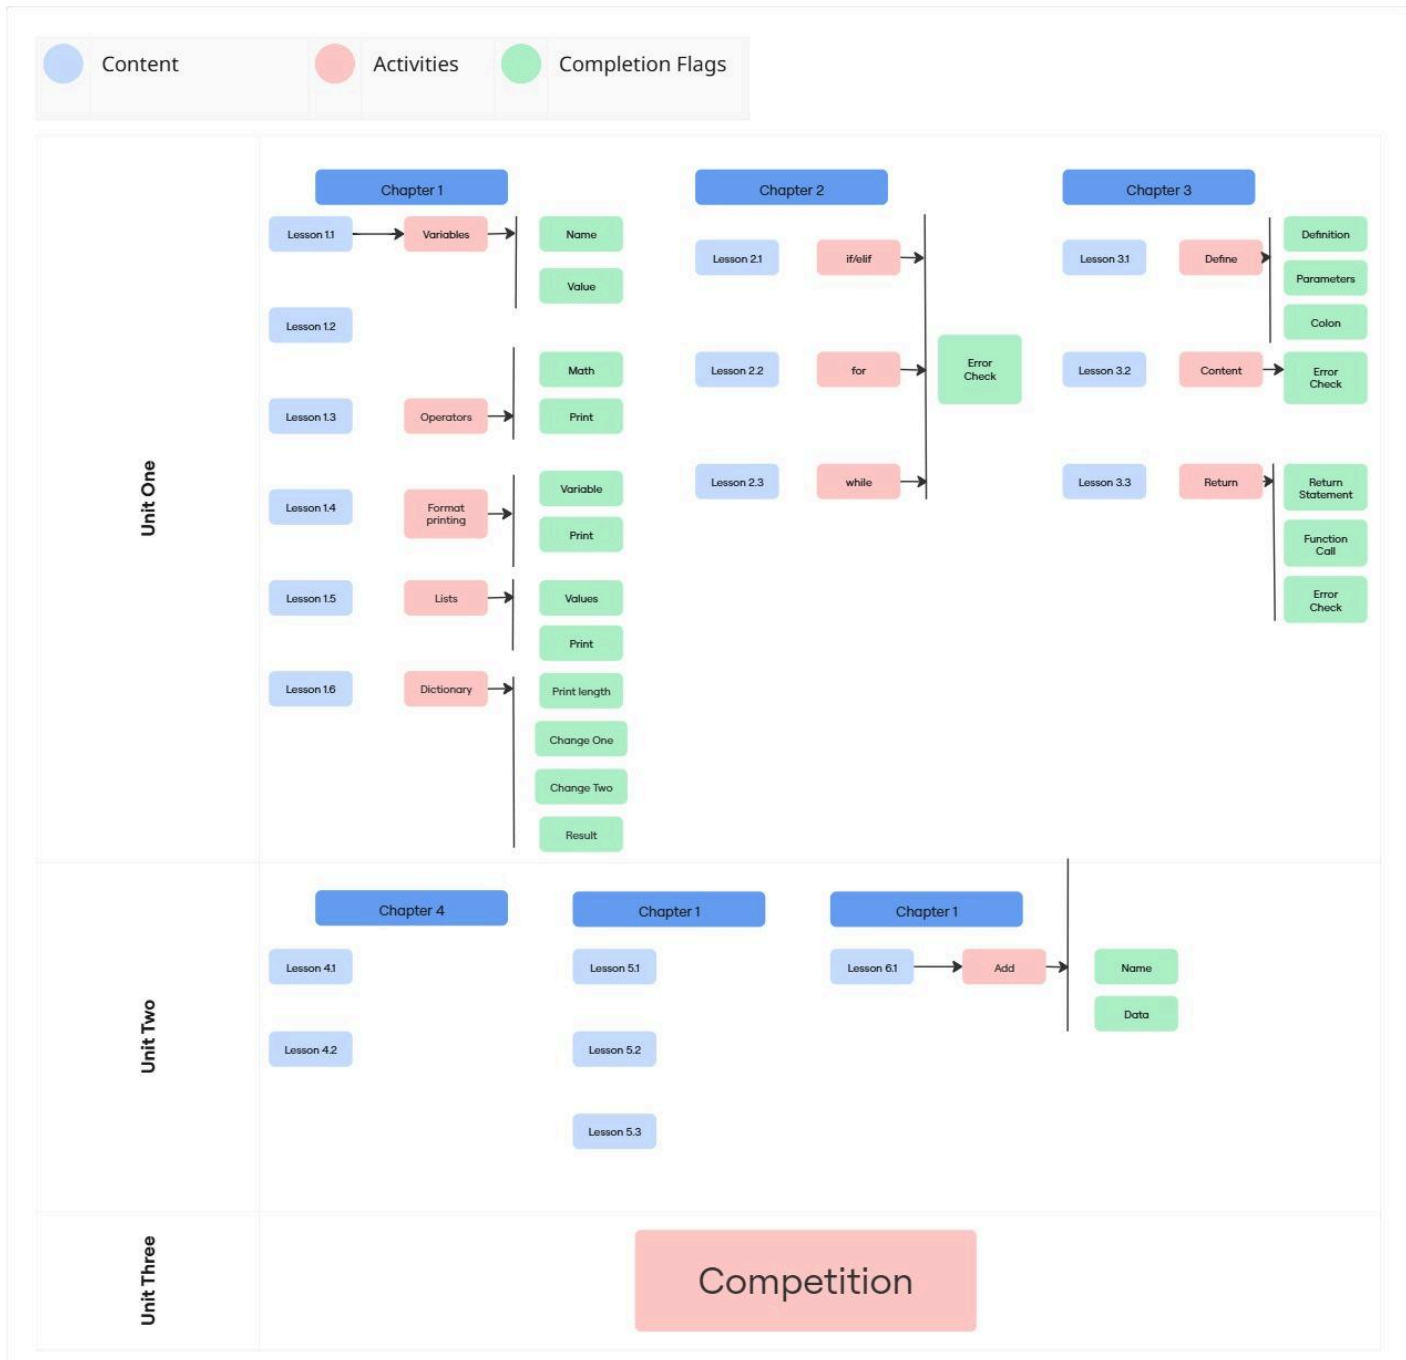 Content
Activities
Completion Flags
Unit One
Chapter 1
Lesson 1.1
Variables
Name
Value
Lesson 1.2
Lesson 1.3
Operators
Math
Print
Lesson 1.4
Format
printing
Variable
Print
Lesson 1.5
Lists
Values
Print
Lesson 1.6
Dictionary
Print length
Change One
Change Two
Result
Chapter 2
Lesson 2.1
if/elif
Lesson 2.2
for
Lesson 2.3
while
Error
Check
Chapter 3
Lesson 3.1
Define
Definition
Parameters
Colon
Lesson 3.2
Content
Error
Check
Lesson 3.3
Return
Return
Statement
Function
Call
Error
Check
Unit Two
Chapter 4
Lesson 4.1
Lesson 4.2
Chapter 1
Lesson 5.1
Lesson 5.2
Lesson 5.3
Chapter 1
Lesson 6.1
Add
Name
Data
Unit Three
Competition